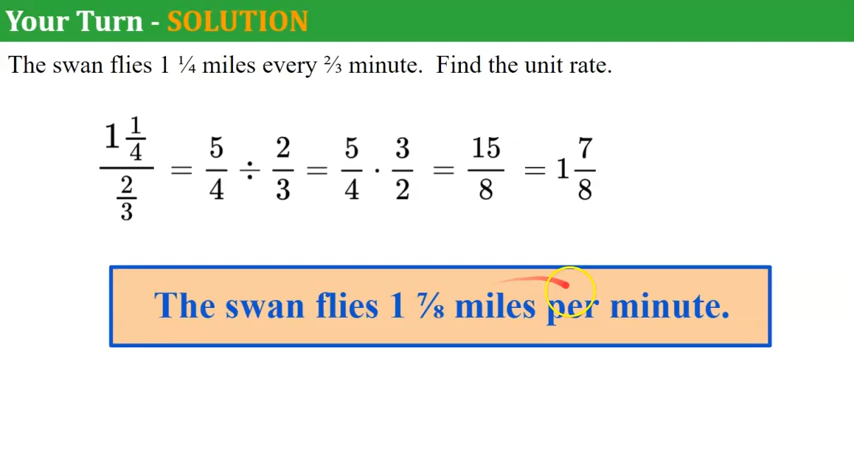 Your Turn - SOLUTION
The swan flies 1 ¼ miles every ⅔ minute.  Find the unit rate.
(1 1/4)/(2/3) = 5/4 ÷ 2/3 = 5/4 · 3/2 = 15/8 = 1 7/8
The swan flies 1 ⅞ miles per minute.